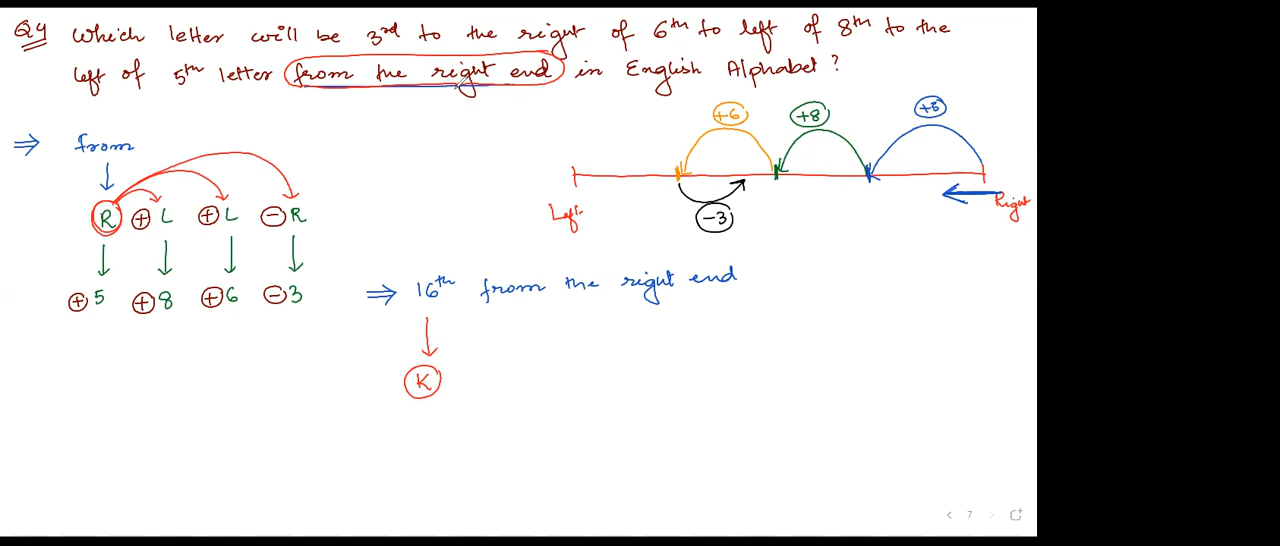 Q4 Which letter will be 3rd to the right of 6th to left of 8th to the
left of 5th letter from the right end in English Alphabet?
+6 +8 +5
⇒ from
R + L + L − R
Left Right
−3
+5 +8 +6 −3 ⇒ 16th from the right end
K
< 7 >